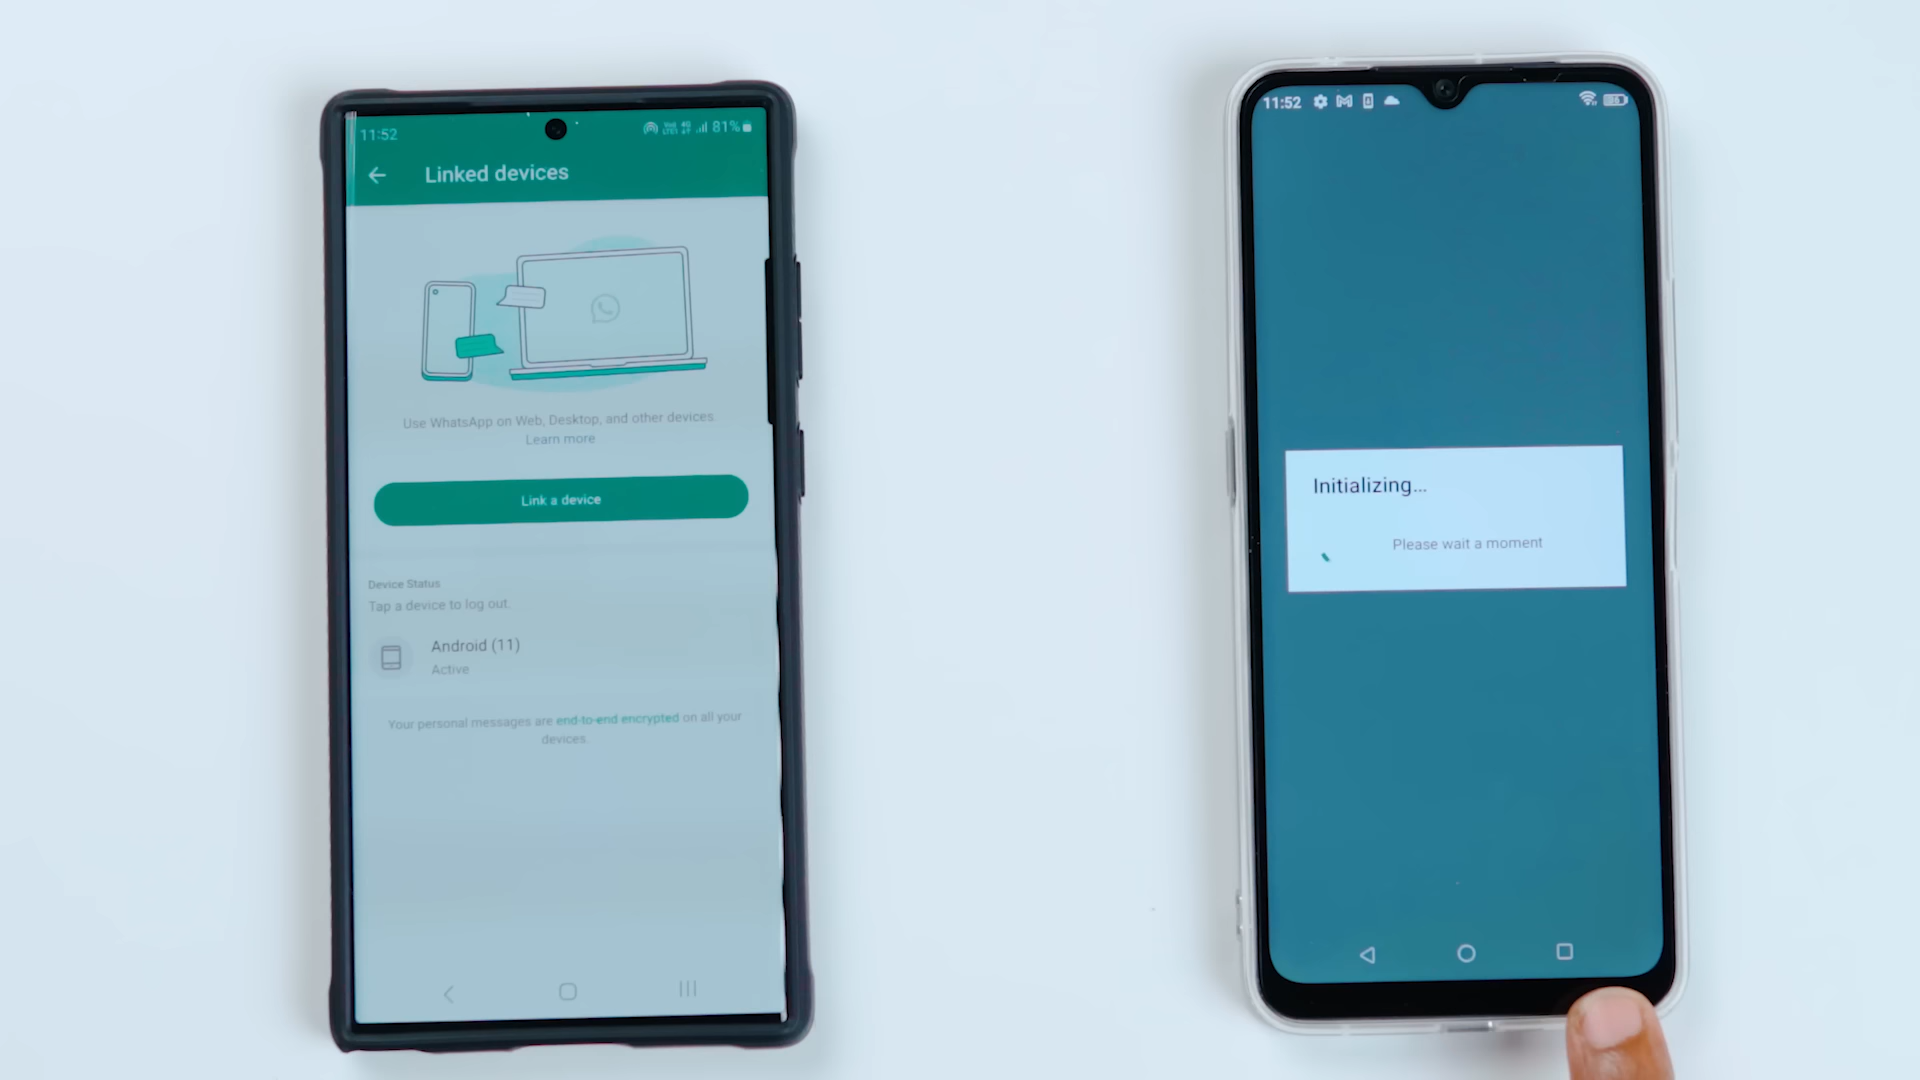 11:52
81%
Linked devices
Use WhatsApp on Web, Desktop, and other devices.
Learn more
Link a device
Device Status
Tap a device to log out.
Android (11)
Active
Your personal messages are end-to-end encrypted on all your
devices.
11:52
Initializing...
Please wait a moment